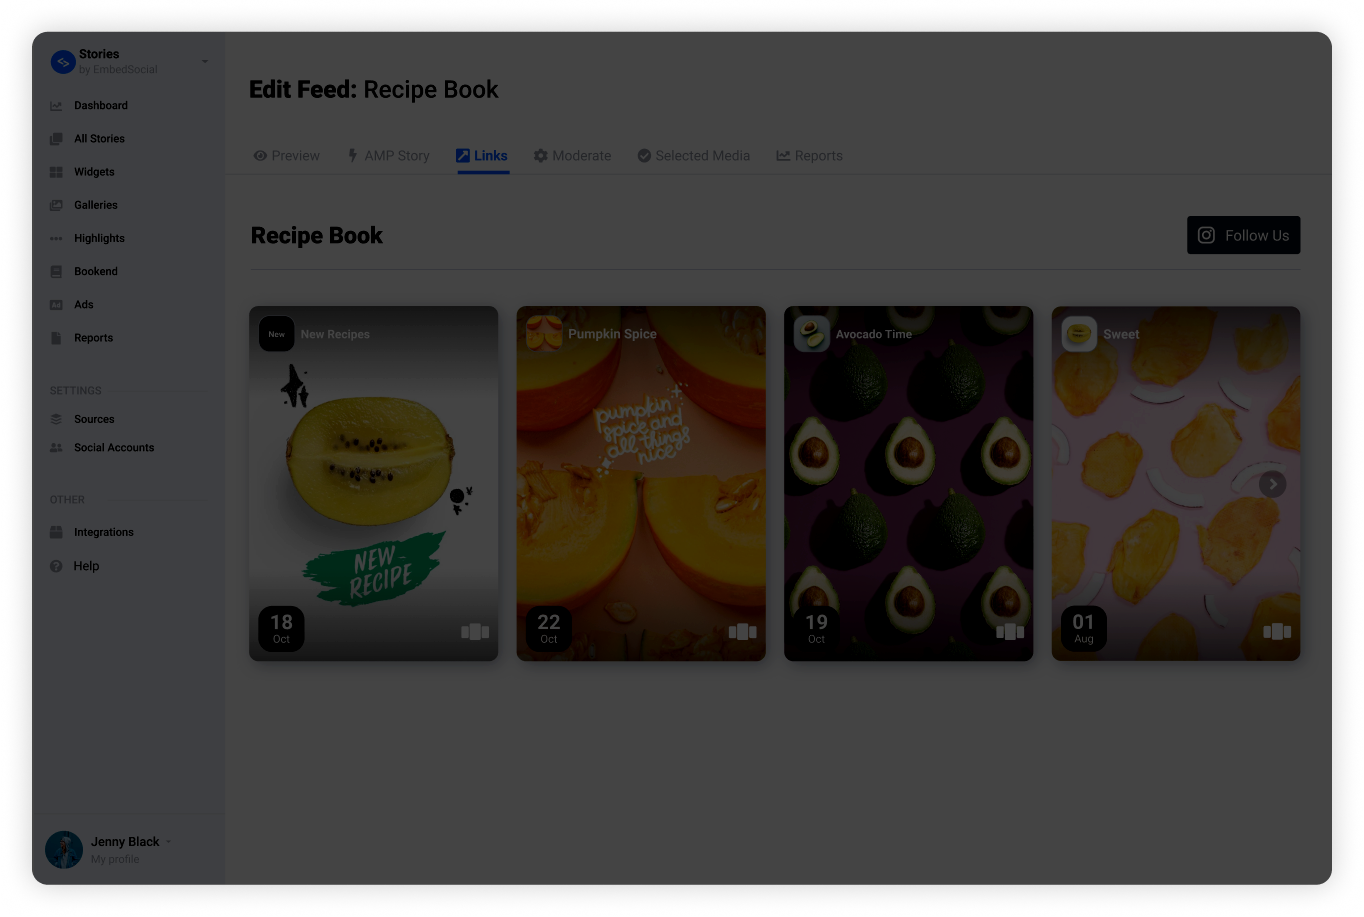 Stories
by EmbedSocial
Dashboard
All Stories
Widgets
Galleries
Highlights
Bookend
Ads
Reports
SETTINGS
Sources
Social Accounts
OTHER
Integrations
Help
Jenny Black
My profile
Edit Feed: Recipe Book
Preview
AMP Story
Links
Moderate
Selected Media
Reports
Recipe Book
Follow Us
New
New Recipes
NEW
RECIPE
18
Oct
Pumpkin Spice
pumpkin
spice and
all things
nice
22
Oct
Avocado Time
19
Oct
Sweet
01
Aug